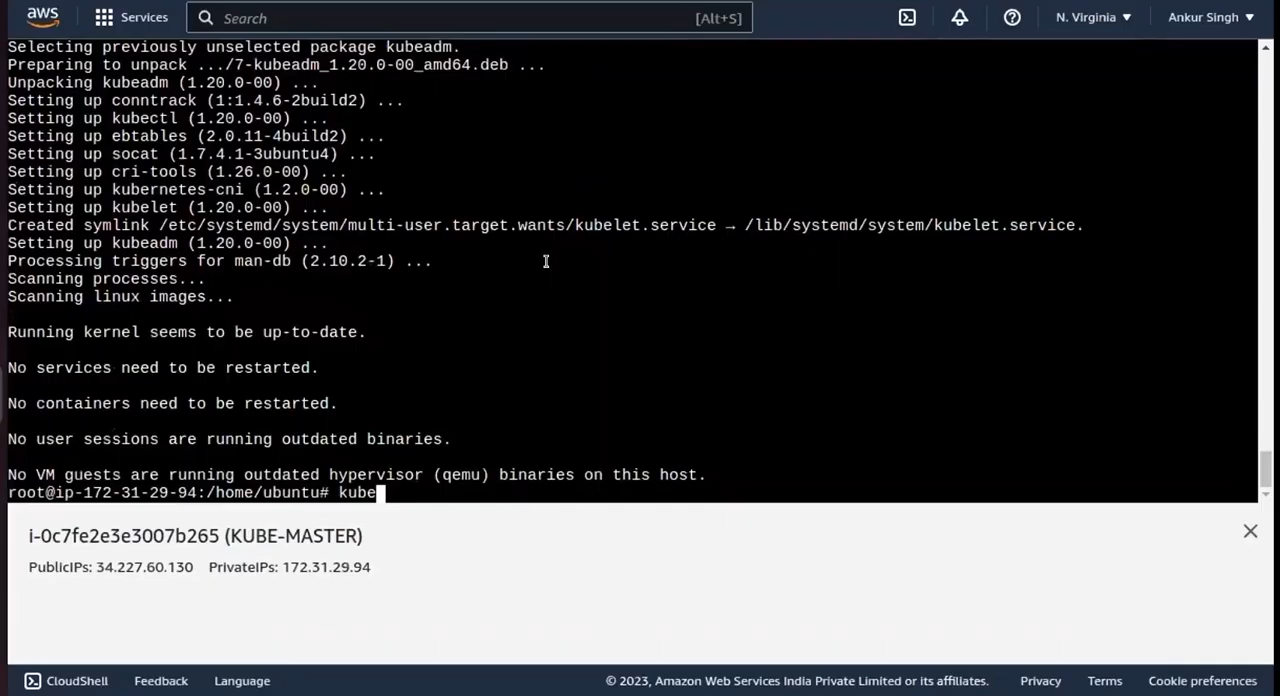 aws
Services
Search
[Alt+S]
N. Virginia
Ankur Singh
Selecting previously unselected package kubeadm.
Preparing to unpack .../7-kubeadm_1.20.0-00_amd64.deb ...
Unpacking kubeadm (1.20.0-00) ...
Setting up conntrack (1:1.4.6-2build2) ...
Setting up kubectl (1.20.0-00) ...
Setting up ebtables (2.0.11-4build2) ...
Setting up socat (1.7.4.1-3ubuntu4) ...
Setting up cri-tools (1.26.0-00) ...
Setting up kubernetes-cni (1.2.0-00) ...
Setting up kubelet (1.20.0-00) ...
Created symlink /etc/systemd/system/multi-user.target.wants/kubelet.service → /lib/systemd/system/kubelet.service.
Setting up kubeadm (1.20.0-00) ...
Processing triggers for man-db (2.10.2-1) ...
Scanning processes...
Scanning linux images...
Running kernel seems to be up-to-date.
No services need to be restarted.
No containers need to be restarted.
No user sessions are running outdated binaries.
No VM guests are running outdated hypervisor (qemu) binaries on this host.
root@ip-172-31-29-94:/home/ubuntu# kube
i-0c7fe2e3e3007b265 (KUBE-MASTER)
PublicIPs: 34.227.60.130 PrivateIPs: 172.31.29.94
CloudShell
Feedback
Language
© 2023, Amazon Web Services India Private Limited or its affiliates.
Privacy
Terms
Cookie preferences